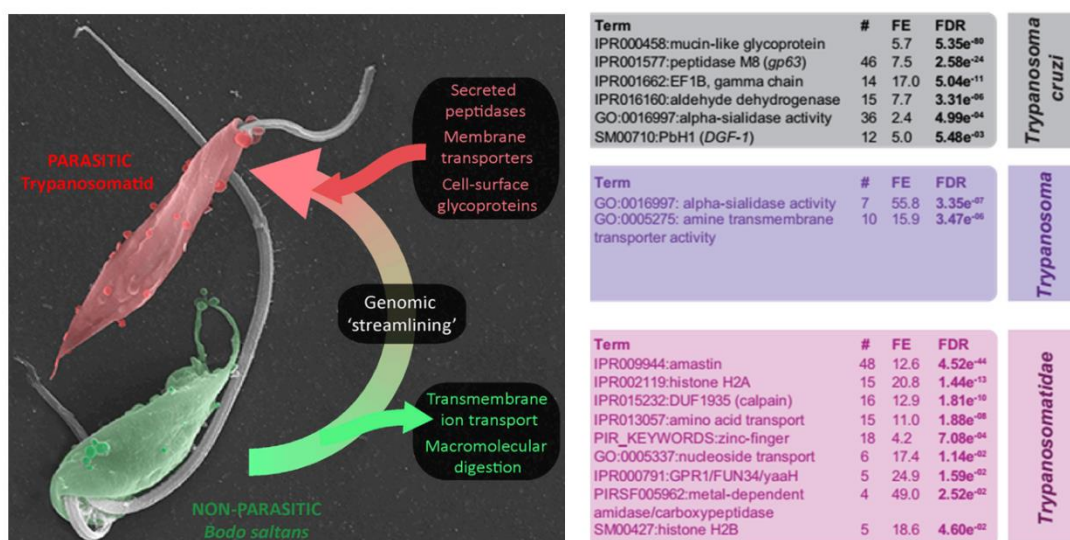 Secreted
peptidases
Membrane
transporters
Cell-surface
glycoproteins
PARASITIC
Trypanosomatid
Genomic
'streamlining'
Transmembrane
ion transport
Macromolecular
digestion
NON-PARASITIC
Bodo saltans
Term # FE FDR
IPR000458:mucin-like glycoprotein 5.7 5.35e-80
IPR001577:peptidase M8 (gp63) 46 7.5 2.58e-24
IPR001662:EF1B, gamma chain 14 17.0 5.04e-11
IPR016160:aldehyde dehydrogenase 15 7.7 3.31e-06
GO:0016997:alpha-sialidase activity 36 2.4 4.99e-04
SM00710:PbH1 (DGF-1) 12 5.0 5.48e-03
Trypanosoma
cruzi
Term # FE FDR
GO:0016997: alpha-sialidase activity 7 55.8 3.35e-07
GO:0005275: amine transmembrane 10 15.9 3.47e-06
transporter activity
Trypanosoma
Term # FE FDR
IPR009944:amastin 48 12.6 4.52e-44
IPR002119:histone H2A 15 20.8 1.44e-13
IPR015232:DUF1935 (calpain) 16 12.9 1.81e-10
IPR013057:amino acid transport 15 11.0 1.88e-08
PIR_KEYWORDS:zinc-finger 18 4.2 7.08e-04
GO:0005337:nucleoside transport 6 17.4 1.14e-02
IPR000791:GPR1/FUN34/yaaH 5 24.9 1.59e-02
PIRSF005962:metal-dependent 4 49.0 2.52e-02
amidase/carboxypeptidase
SM00427:histone H2B 5 18.6 4.60e-02
Trypanosomatidae